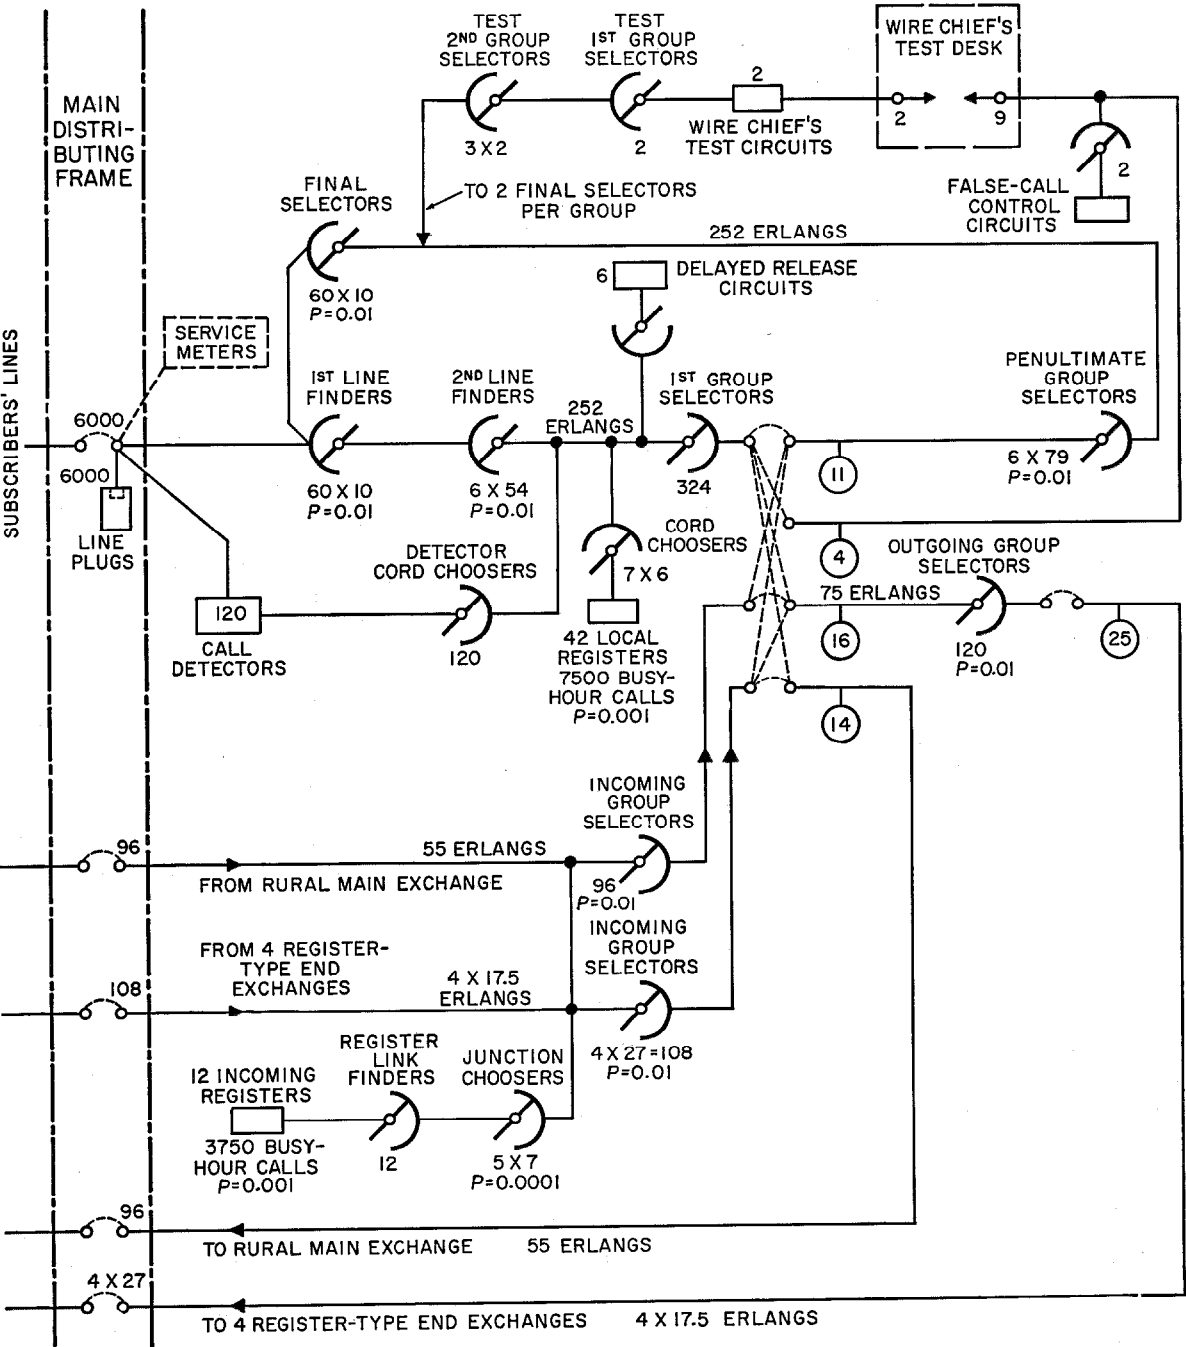 TEST
2ND GROUP
SELECTORS
3 X 2
TEST
1ST GROUP
SELECTORS
2
2
WIRE CHIEF'S
TEST CIRCUITS
WIRE CHIEF'S
TEST DESK
2
9
2
FALSE-CALL
CONTROL
CIRCUITS
MAIN
DISTRI-
BUTING
FRAME
FINAL
SELECTORS
TO 2 FINAL SELECTORS
PER GROUP
252 ERLANGS
60 X 10
P=0.01
6
DELAYED RELEASE
CIRCUITS
SERVICE
METERS
SUBSCRIBERS' LINES
6000
6000
LINE
PLUGS
1ST LINE
FINDERS
60 X 10
P=0.01
2ND LINE
FINDERS
6 X 54
P=0.01
252
ERLANGS
1ST GROUP
SELECTORS
324
PENULTIMATE
GROUP
SELECTORS
6 X 79
P=0.01
11
4
CORD
CHOOSERS
7 X 6
42 LOCAL
REGISTERS
7500 BUSY-
HOUR CALLS
P=0.001
DETECTOR
CORD CHOOSERS
120
120
CALL
DETECTORS
OUTGOING GROUP
SELECTORS
75 ERLANGS
16
120
P=0.01
25
14
INCOMING
GROUP
SELECTORS
96
P=0.01
96
55 ERLANGS
FROM RURAL MAIN EXCHANGE
INCOMING
GROUP
SELECTORS
4 X 27=108
P=0.01
FROM 4 REGISTER-
TYPE END
EXCHANGES
108
4 X 17.5
ERLANGS
REGISTER
LINK
FINDERS
12
JUNCTION
CHOOSERS
5 X 7
P=0.0001
12 INCOMING
REGISTERS
3750 BUSY-
HOUR CALLS
P=0.001
96
TO RURAL MAIN EXCHANGE 55 ERLANGS
4 X 27
TO 4 REGISTER-TYPE END EXCHANGES 4 X 17.5 ERLANGS